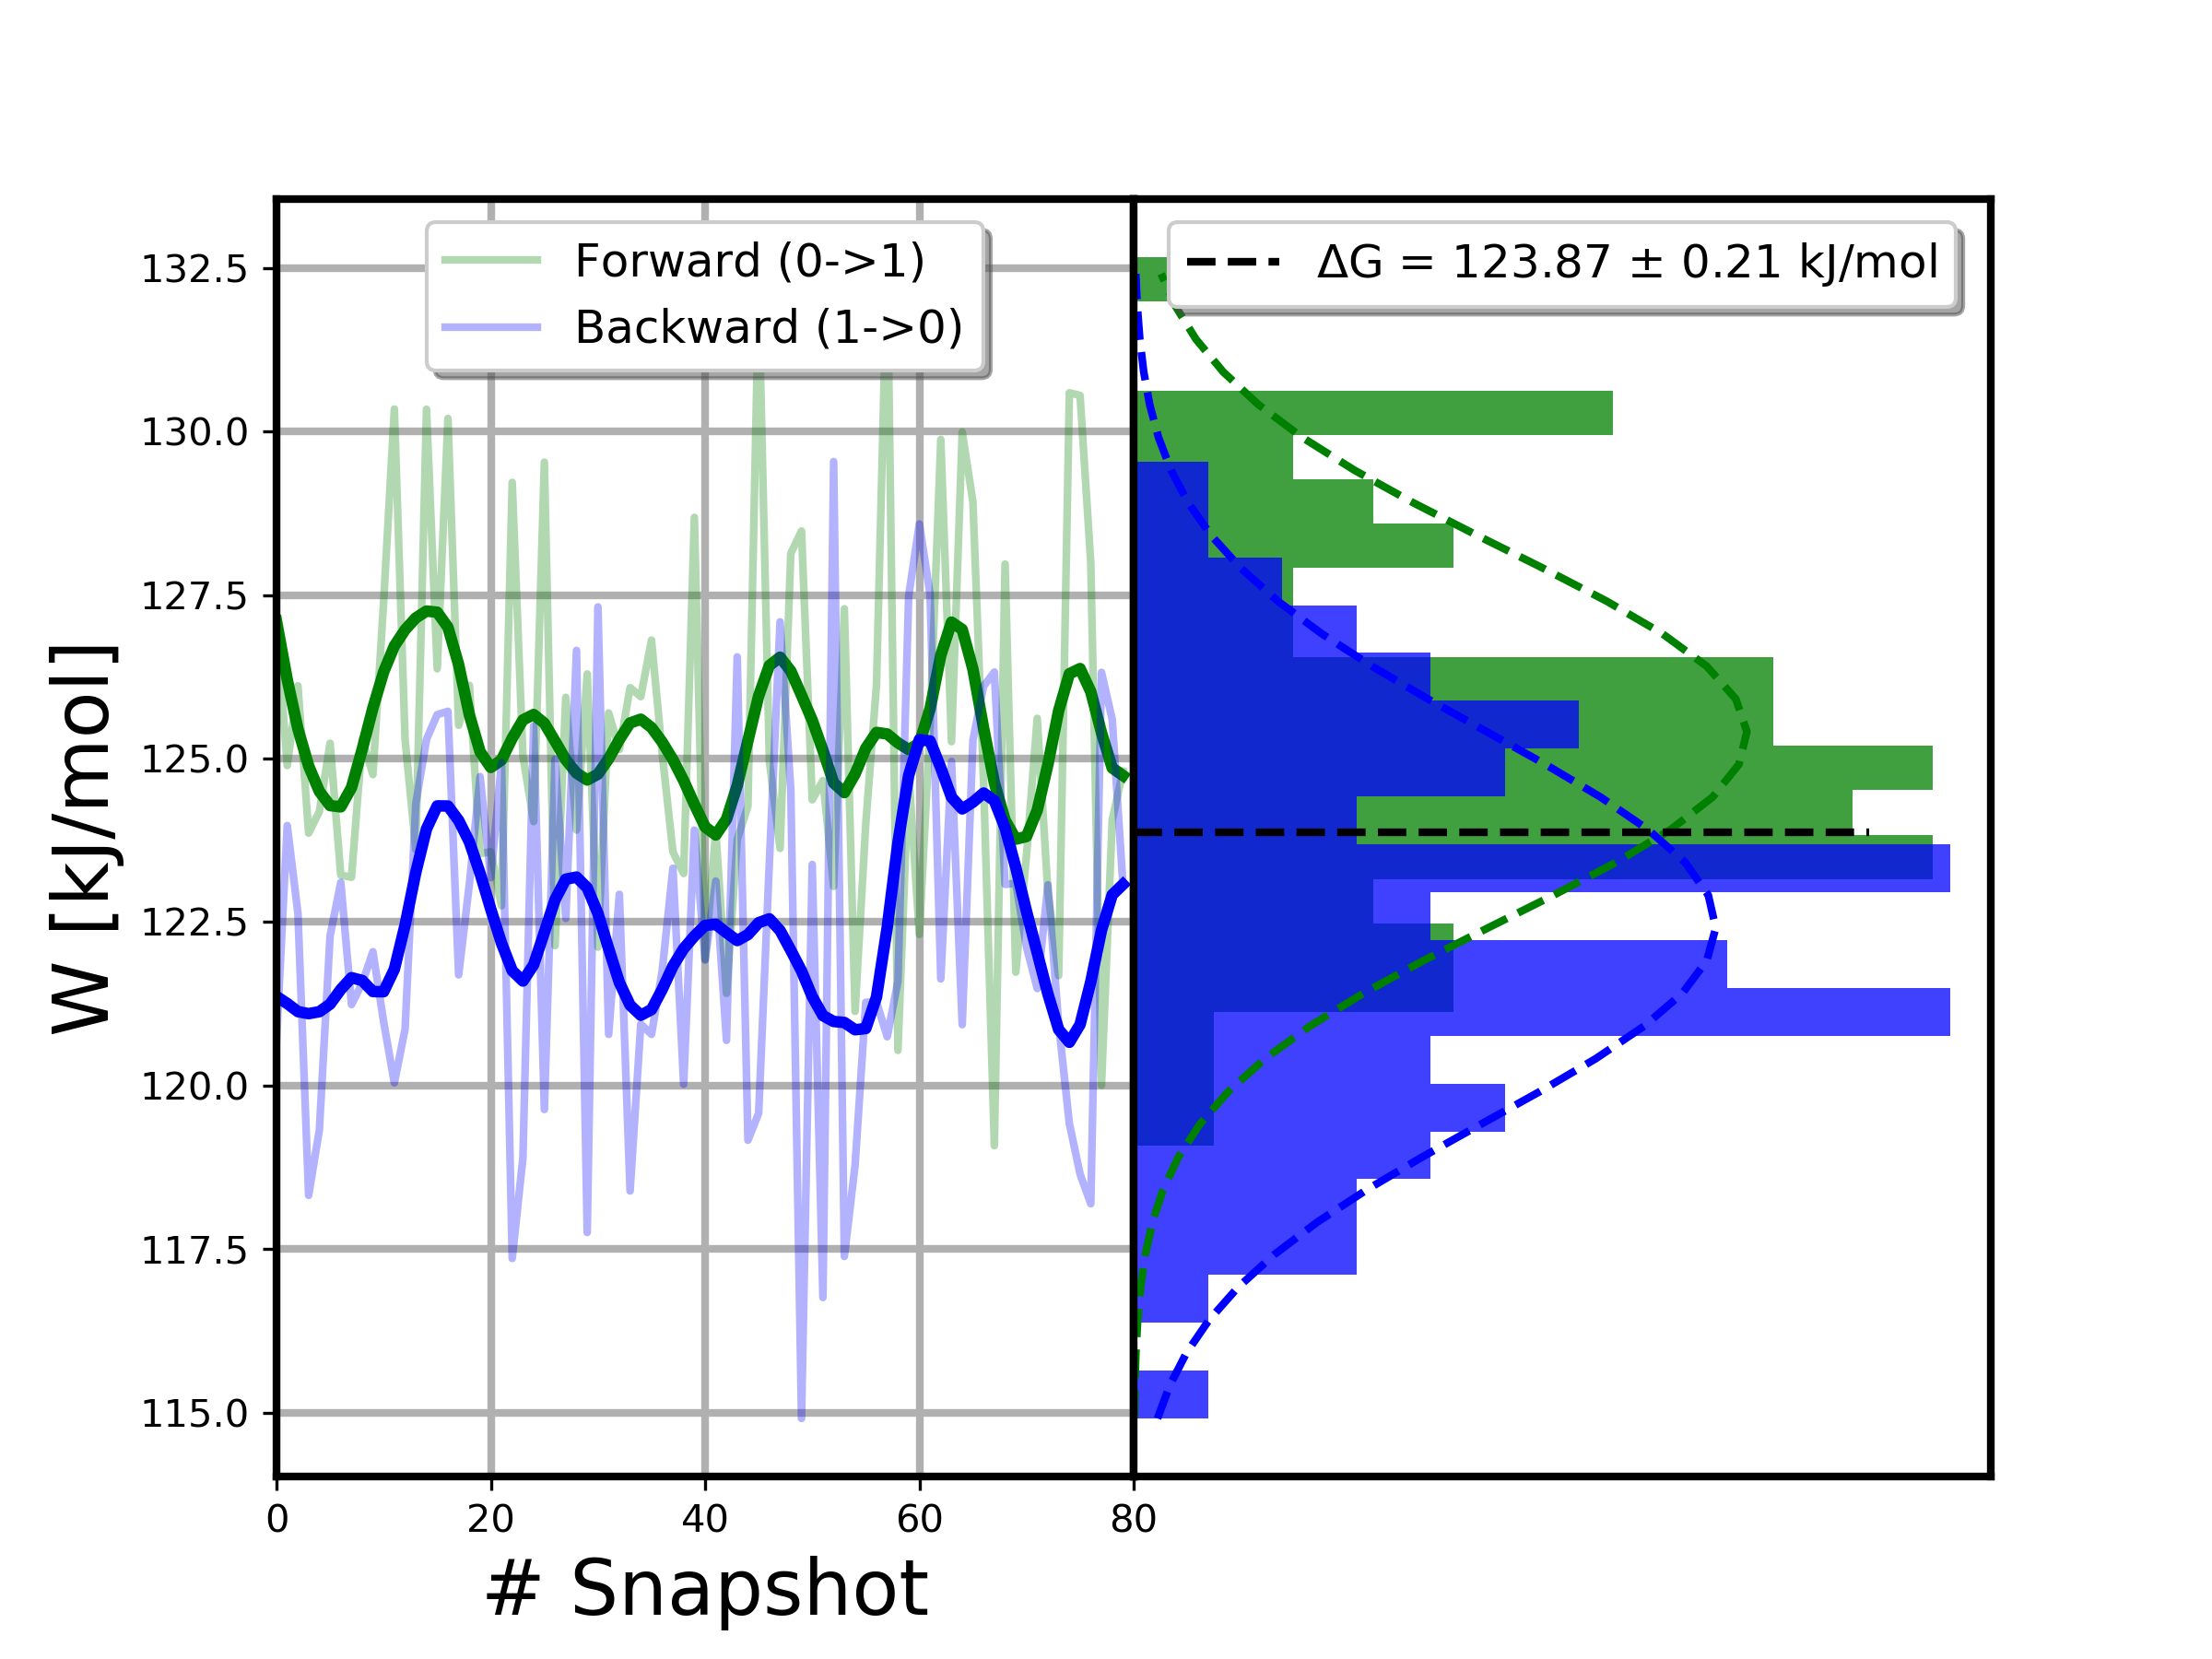 Forward (0->1)
Backward (1->0)
ΔG = 123.87 ± 0.21 kJ/mol
W [kJ/mol]
132.5
130.0
127.5
125.0
122.5
120.0
117.5
115.0
0 20 40 60 80
# Snapshot